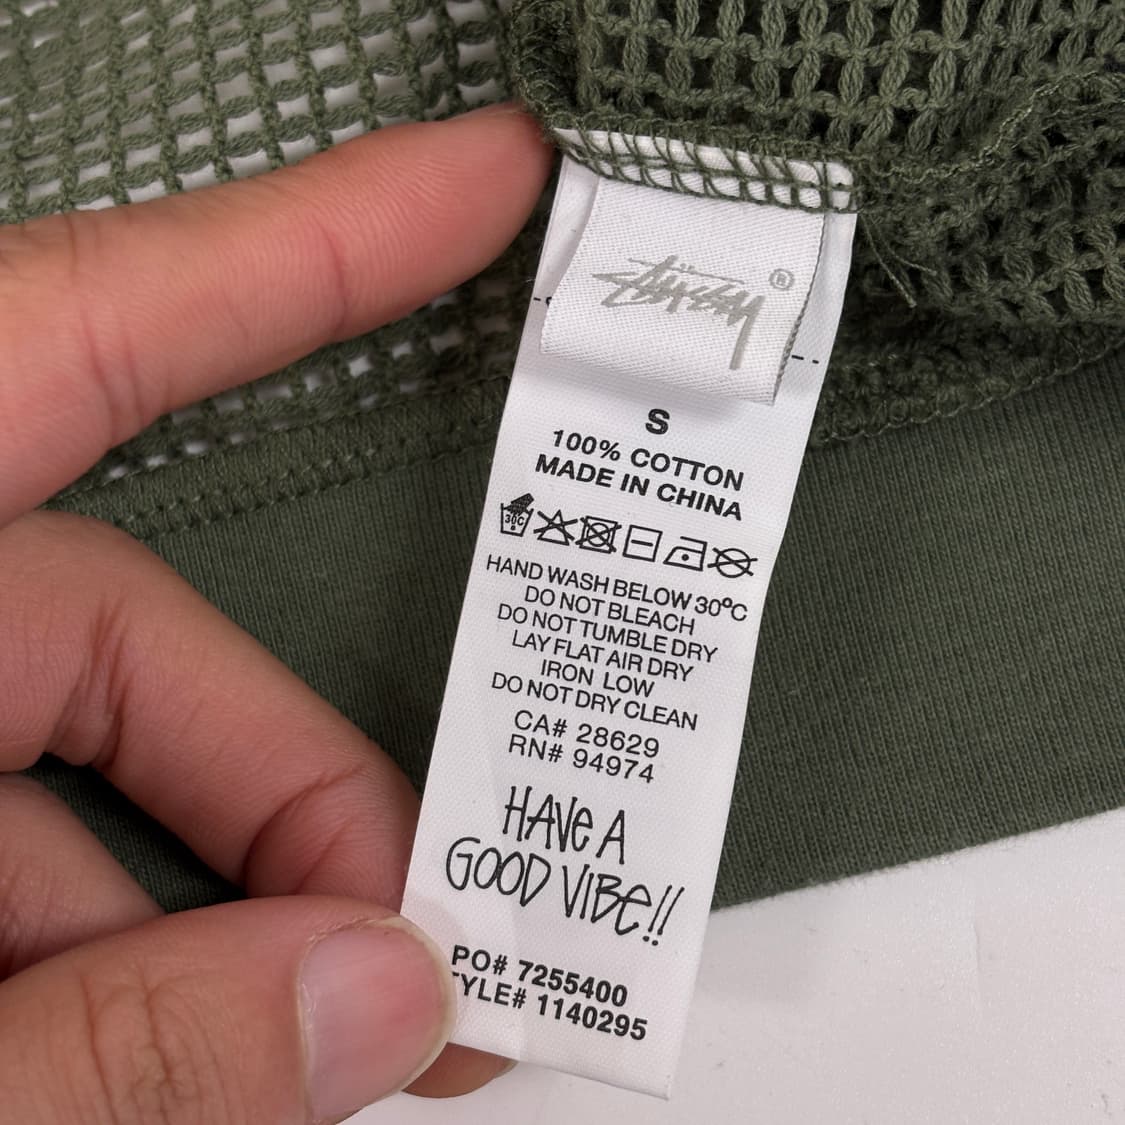 Stüssy ®
S
100% COTTON
MADE IN CHINA
30C
HAND WASH BELOW 30ºC
DO NOT BLEACH
DO NOT TUMBLE DRY
LAY FLAT AIR DRY
IRON LOW
DO NOT DRY CLEAN
CA# 28629
RN# 94974
HAVE A
GOOD VIBE!!
PO# 7255400
TYLE# 1140295